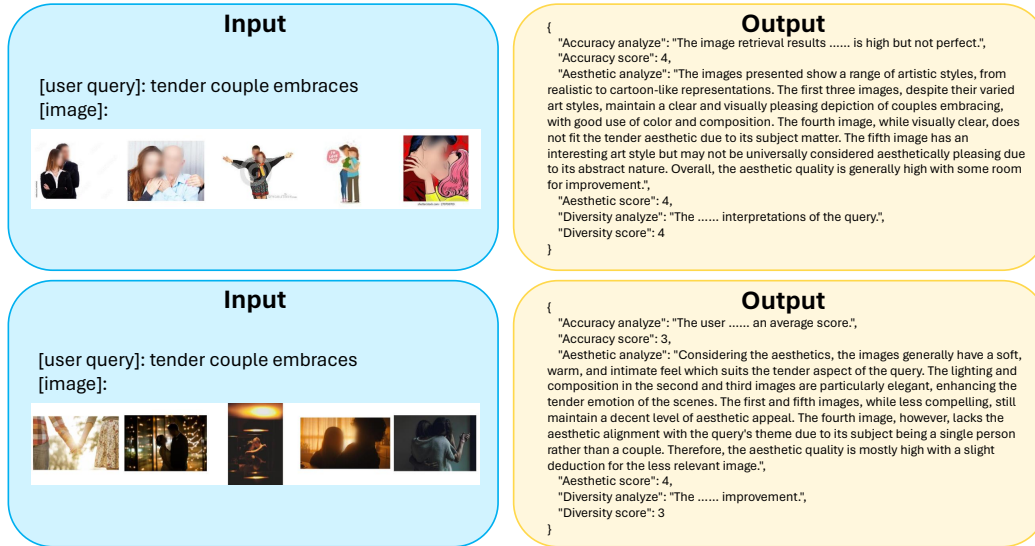 Input
[user query]: tender couple embraces
[image]:
Output
{
"Accuracy analyze": "The image retrieval results ...... is high but not perfect.",
"Accuracy score": 4,
"Aesthetic analyze": "The images presented show a range of artistic styles, from
realistic to cartoon-like representations. The first three images, despite their varied
art styles, maintain a clear and visually pleasing depiction of couples embracing,
with good use of color and composition. The fourth image, while visually clear, does
not fit the tender aesthetic due to its subject matter. The fifth image has an
interesting art style but may not be universally considered aesthetically pleasing due
to its abstract nature. Overall, the aesthetic quality is generally high with some room
for improvement.",
"Aesthetic score": 4,
"Diversity analyze": "The ...... interpretations of the query.",
"Diversity score": 4
}
Input
[user query]: tender couple embraces
[image]:
Output
{
"Accuracy analyze": "The user ...... an average score.",
"Accuracy score": 3,
"Aesthetic analyze": "Considering the aesthetics, the images generally have a soft,
warm, and intimate feel which suits the tender aspect of the query. The lighting and
composition in the second and third images are particularly elegant, enhancing the
tender emotion of the scenes. The first and fifth images, while less compelling, still
maintain a decent level of aesthetic appeal. The fourth image, however, lacks the
aesthetic alignment with the query's theme due to its subject being a single person
rather than a couple. Therefore, the aesthetic quality is mostly high with a slight
deduction for the less relevant image.",
"Aesthetic score": 4,
"Diversity analyze": "The ...... improvement.",
"Diversity score": 3
}